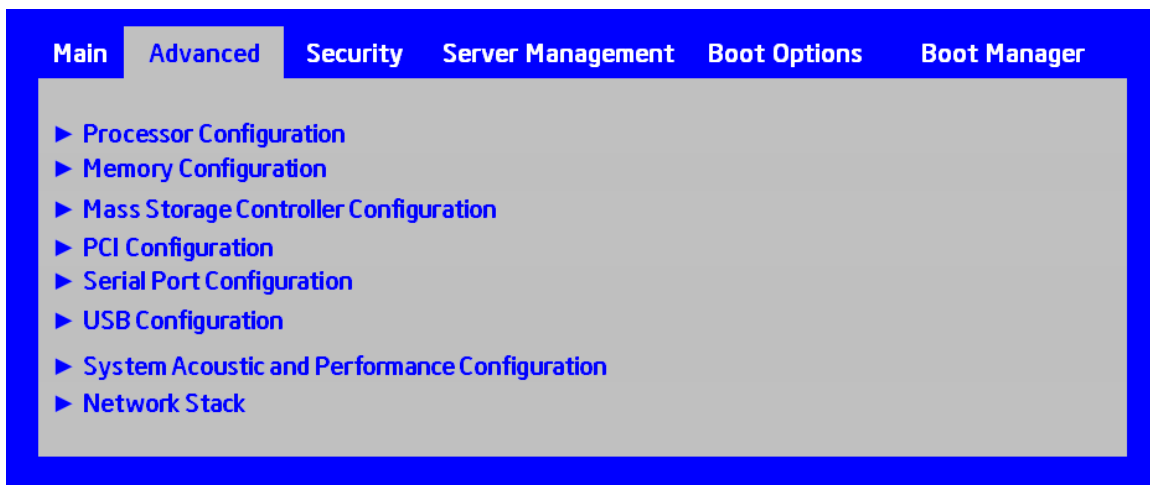 Main Advanced Security Server Management Boot Options Boot Manager
► Processor Configuration
► Memory Configuration
► Mass Storage Controller Configuration
► PCI Configuration
► Serial Port Configuration
► USB Configuration
► System Acoustic and Performance Configuration
► Network Stack